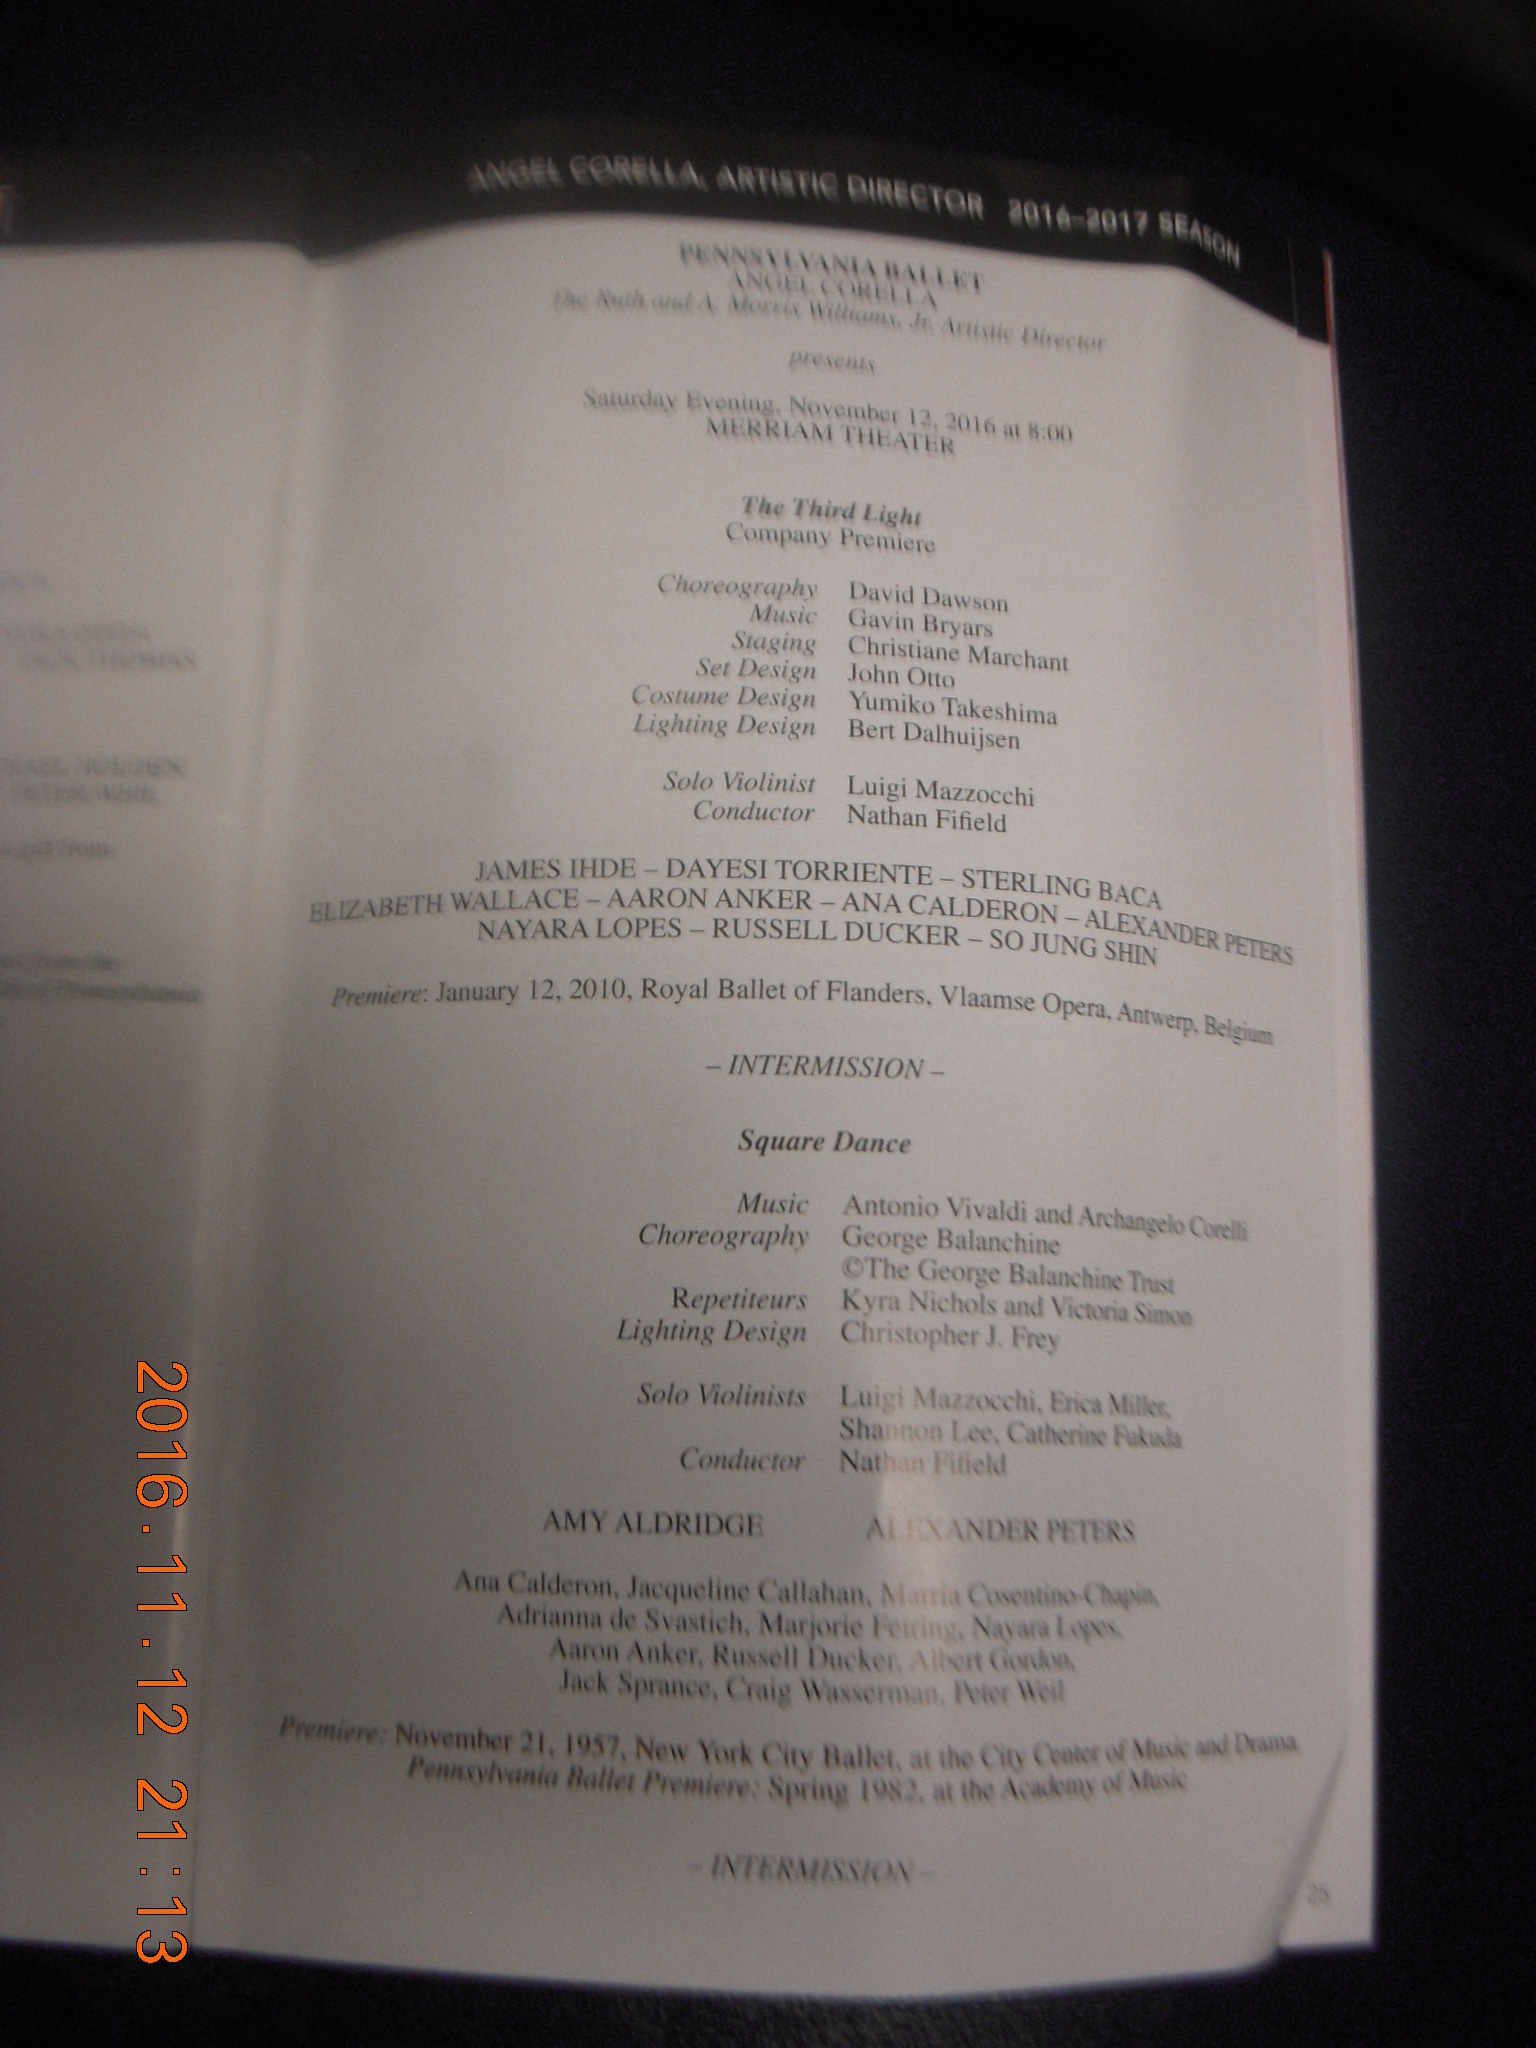 ANGEL CORELLA, ARTISTIC DIRECTOR 2016–2017 SEASON
PENNSYLVANIA BALLET
ANGEL CORELLA
The Ruth and A. Morris Williams, Jr. Artistic Director
presents
Saturday Evening, November 12, 2016 at 8:00
MERRIAM THEATER
The Third Light
Company Premiere
Choreography David Dawson
Music Gavin Bryars
Staging Christiane Marchant
Set Design John Otto
Costume Design Yumiko Takeshima
Lighting Design Bert Dalhuijsen
Solo Violinist Luigi Mazzocchi
Conductor Nathan Fifield
JAMES IHDE – DAYESI TORRIENTE – STERLING BACA
ELIZABETH WALLACE – AARON ANKER – ANA CALDERON – ALEXANDER PETERS
NAYARA LOPES – RUSSELL DUCKER – SO JUNG SHIN
Premiere: January 12, 2010, Royal Ballet of Flanders, Vlaamse Opera, Antwerp, Belgium
– INTERMISSION –
Square Dance
Music Antonio Vivaldi and Archangelo Corelli
Choreography George Balanchine
©The George Balanchine Trust
Repetiteurs Kyra Nichols and Victoria Simon
Lighting Design Christopher J. Frey
Solo Violinists Luigi Mazzocchi, Erica Miller,
Shannon Lee, Catherine Fukuda
Conductor Nathan Fifield
AMY ALDRIDGE ALEXANDER PETERS
Ana Calderon, Jacqueline Callahan, Marria Cosentino-Chapin,
Adrianna de Svastich, Marjorie Feiring, Nayara Lopes,
Aaron Anker, Russell Ducker, Albert Gordon,
Jack Sprance, Craig Wasserman, Peter Weil
Premiere: November 21, 1957, New York City Ballet, at the City Center of Music and Drama
Pennsylvania Ballet Premiere: Spring 1982, at the Academy of Music
– INTERMISSION –
25
2016.11.12 21:13